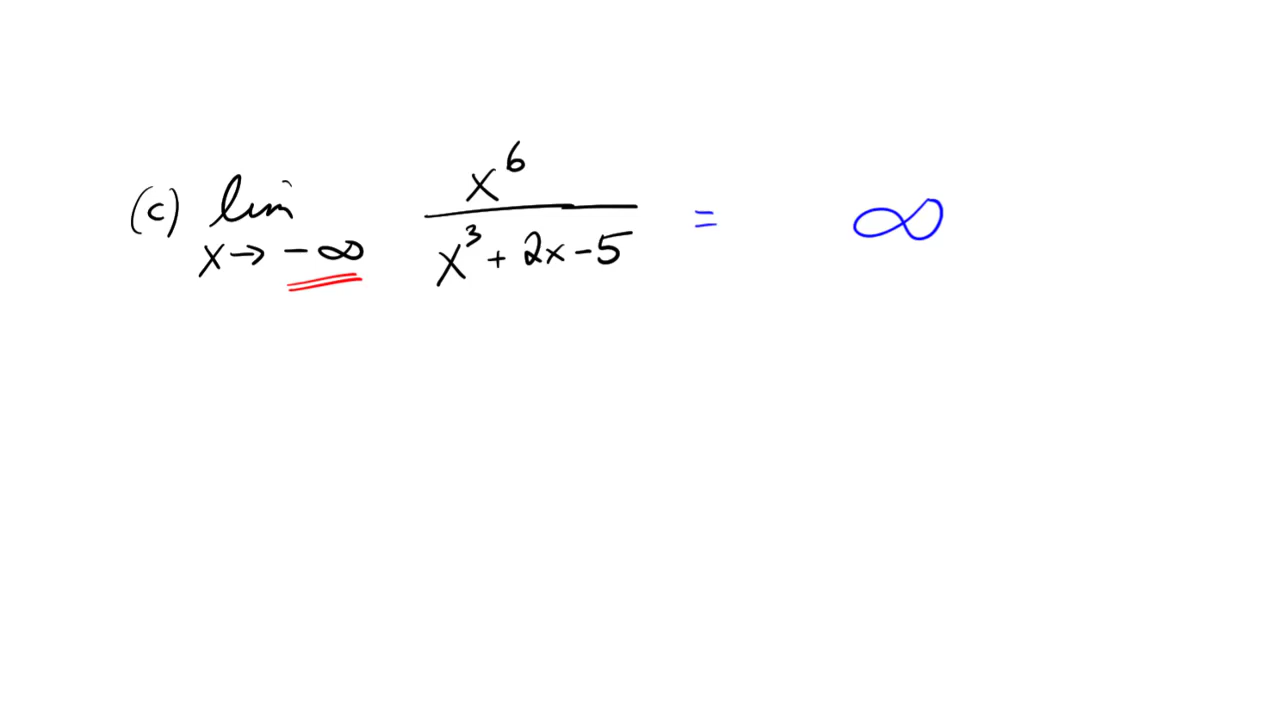 (c) lim x→ -∞ x^6 / (x^3 + 2x - 5) = ∞